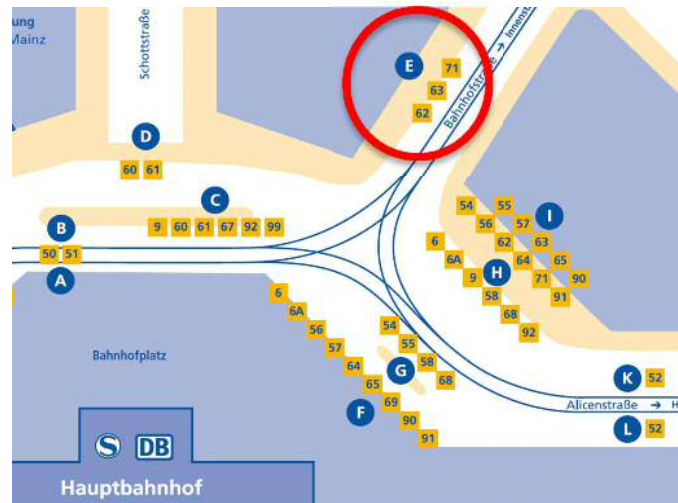 ung
Mainz
Schottstraße
E
71
63
62
Bahnhofstraße → Innenst
D
60 61
C
9 60 61 67 92 99
B
50 51
A
54 55 I
56 57
62 63
64 65
71 90
91
6
6A H
9
58
68
92
6
6A
56
57
64
65
69
90
91
F
54
55
58
68
G
Bahnhofplatz
K 52
Alicenstraße → H
L 52
S DB
Hauptbahnhof